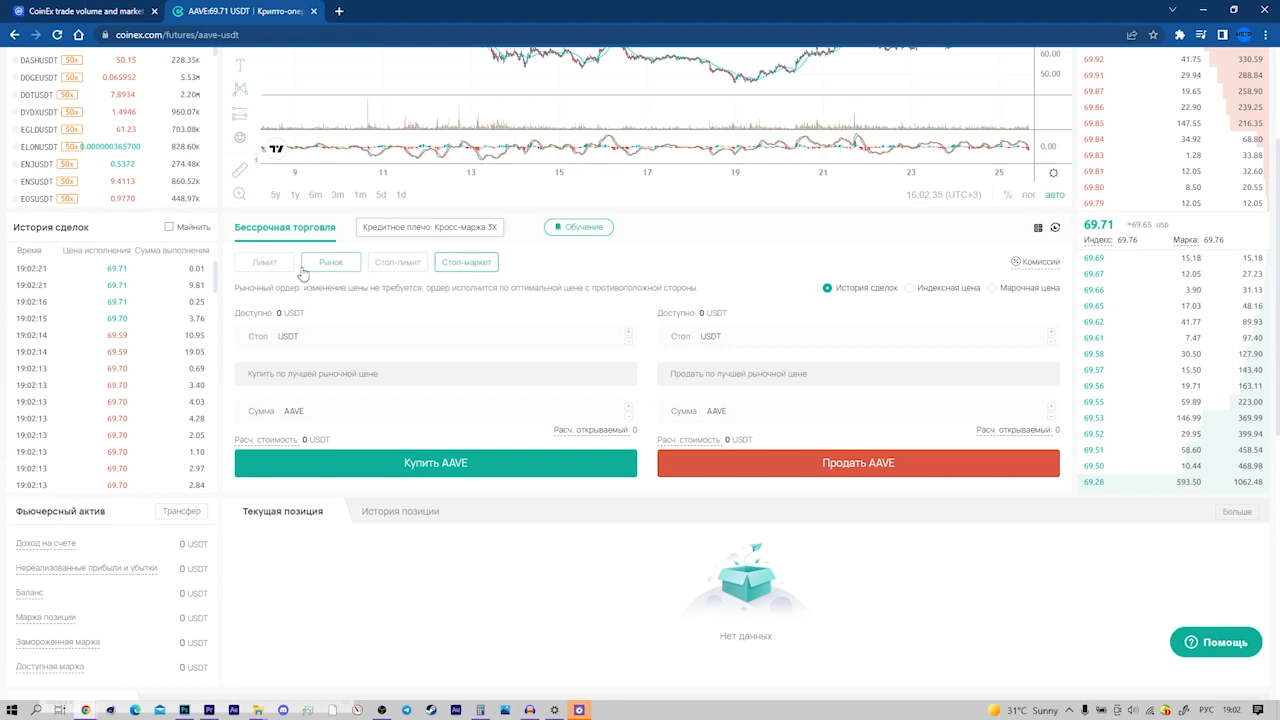 CoinEx Futures market and mark
AAVE:69.71 USDT | Крипто-опер
coinex.com/futures/aave-usdt
DASHUSDT 50x 50.15 228.35K
DOGEUSDT 50x 0.065952 5.53M
DOTUSDT 50x 7.8934 2.20M
DYDXUSDT 50x 1.4946 960.07K
EGLDUSDT 50x 61.23 703.08K
ELONUSDT 50x 0.000000365700 828.60K
ENJUSDT 50x 0.5372 274.48K
ENSUSDT 50x 9.4113 860.52K
EOSUSDT 50x 0.9770 448.97K
60.00
50.00
0.00
9 11 13 15 17 19 21 23 25
5y 1y 6m 3m 1m 5d 1d
16:02:35 (UTC+3) % лог авто
69.92 41.75 330.59
69.91 29.94 288.84
69.87 19.65 258.90
69.86 22.90 239.25
69.85 147.55 216.35
69.84 34.92 68.80
69.83 1.28 33.88
69.81 12.05 32.60
69.80 8.50 20.55
69.79 12.05 12.05
69.71 ≈69.65 USD
Индекс: 69.76 Марка: 69.76
69.69 15.18 15.18
69.67 12.05 27.23
69.66 3.90 31.13
69.65 17.03 48.16
69.62 41.77 89.93
69.61 7.47 97.40
69.58 30.50 127.90
69.57 15.50 143.40
69.56 19.71 163.11
69.55 59.89 223.00
69.53 146.99 369.99
69.52 29.95 399.94
69.51 58.60 458.54
69.50 10.44 468.98
69.28 593.50 1062.48
История сделок Майнить
Время Цена исполнения Сумма выполнения
19:02:21 69.71 0.01
19:02:21 69.71 9.81
19:02:16 69.71 0.25
19:02:15 69.70 3.76
19:02:14 69.59 10.95
19:02:14 69.59 19.05
19:02:13 69.70 0.69
19:02:13 69.70 3.40
19:02:13 69.70 4.03
19:02:13 69.70 4.28
19:02:13 69.70 2.05
19:02:13 69.70 1.10
19:02:13 69.70 2.97
19:02:13 69.70 2.84
Бессрочная торговля Кредитное плечо: Кросс-маржа 3X Обучение
Лимит Рынок Стоп-лимит Стоп-маркет
Комиссий
Рыночный ордер: изменение цены не требуется; ордер исполнится по оптимальной цене с противоположной стороны.
История сделок Индексная цена Марочная цена
Доступно: 0 USDT
Стоп USDT
Купить по лучшей рыночной цене
Сумма AAVE
Расч. открываемый: 0
Расч. стоимость: 0 USDT
Купить AAVE
Доступно: 0 USDT
Стоп USDT
Продать по лучшей рыночной цене
Сумма AAVE
Расч. открываемый: 0
Расч. стоимость: 0 USDT
Продать AAVE
Фьючерсный актив Трансфер
Доход на счете 0 USDT
Нереализованные прибыли и убытки 0 USDT
Баланс 0 USDT
Маржа позиции 0 USDT
Замороженная маржа 0 USDT
Доступная маржа 0 USDT
Текущая позиция История позиции Больше
Нет данных
Помощь
31°C Sunny РУС 19:02